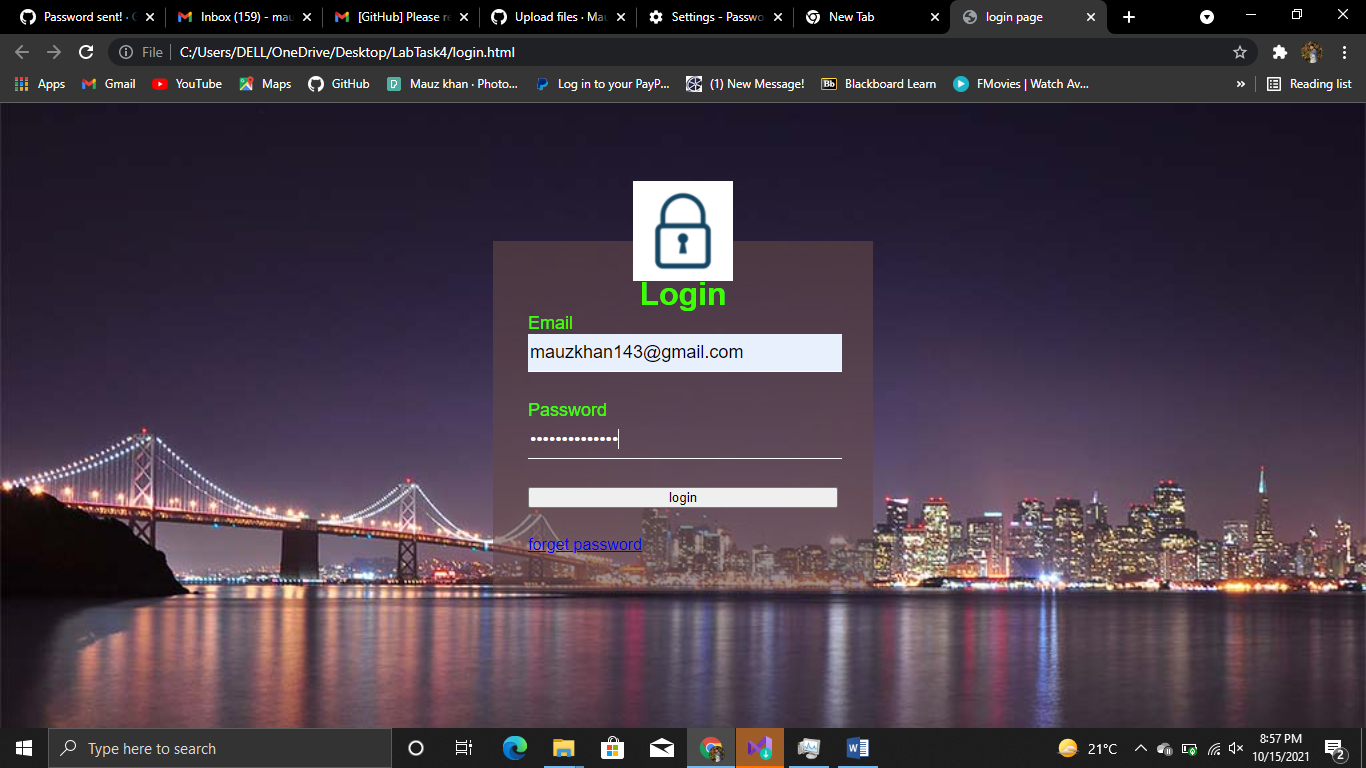 Password sent! · G
Inbox (159) - mau
[GitHub] Please re
Upload files · Mau
Settings - Passwo
New Tab
login page
File
C:/Users/DELL/OneDrive/Desktop/LabTask4/login.html
Apps
Gmail
YouTube
Maps
GitHub
Mauz khan · Photo...
Log in to your PayP...
(1) New Message!
Bb
Blackboard Learn
FMovies | Watch Av...
»
Reading list
Login
Email
mauzkhan143@gmail.com
Password
••••••••••••••
login
forget password
Type here to search
21°C
8:57 PM
10/15/2021
2